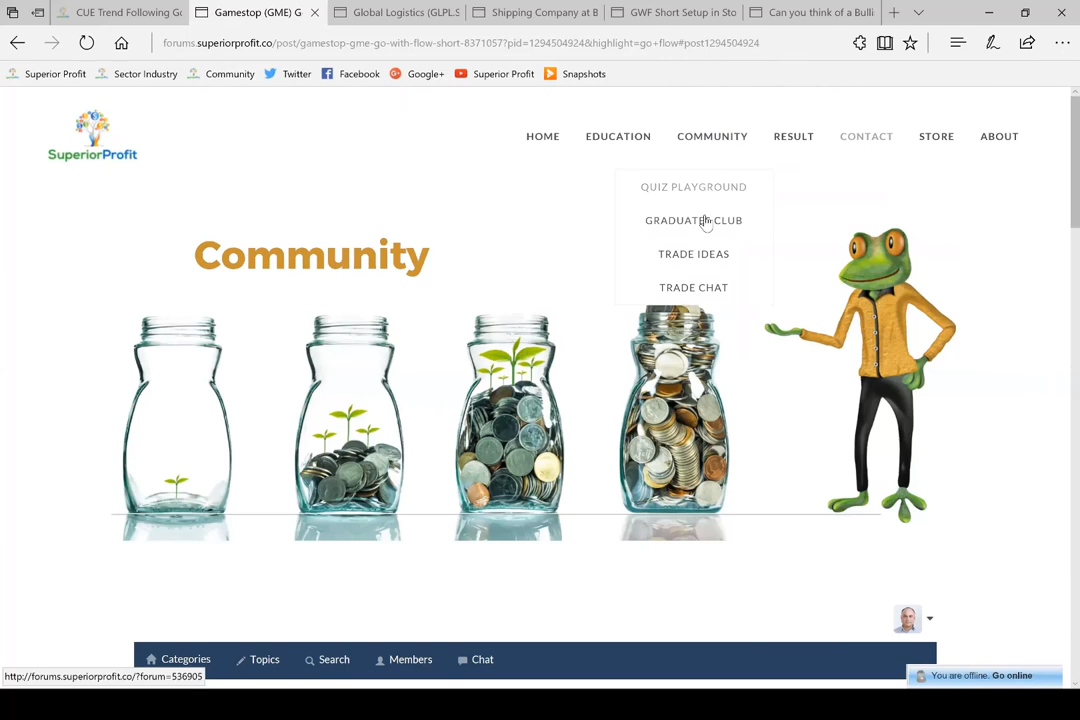 CUE Trend Following Go
Gamestop (GME) G
Global Logistics (GLPL.S
Shipping Company at B
GWF Short Setup in Sto
Can you think of a Bulli
forums.superiorprofit.co/post/gamestop-gme-go-with-flow-short-8371057?pid=1294504924&highlight=go+flow#post1294504924
Superior Profit
Sector Industry
Community
Twitter
Facebook
Google+
Superior Profit
Snapshots
SuperiorProfit
HOME EDUCATION COMMUNITY RESULT CONTACT STORE ABOUT
QUIZ PLAYGROUND
GRADUATE CLUB
TRADE IDEAS
TRADE CHAT
Community
Categories Topics Search Members Chat
http://forums.superiorprofit.co/?forum=536905
You are offline. Go online